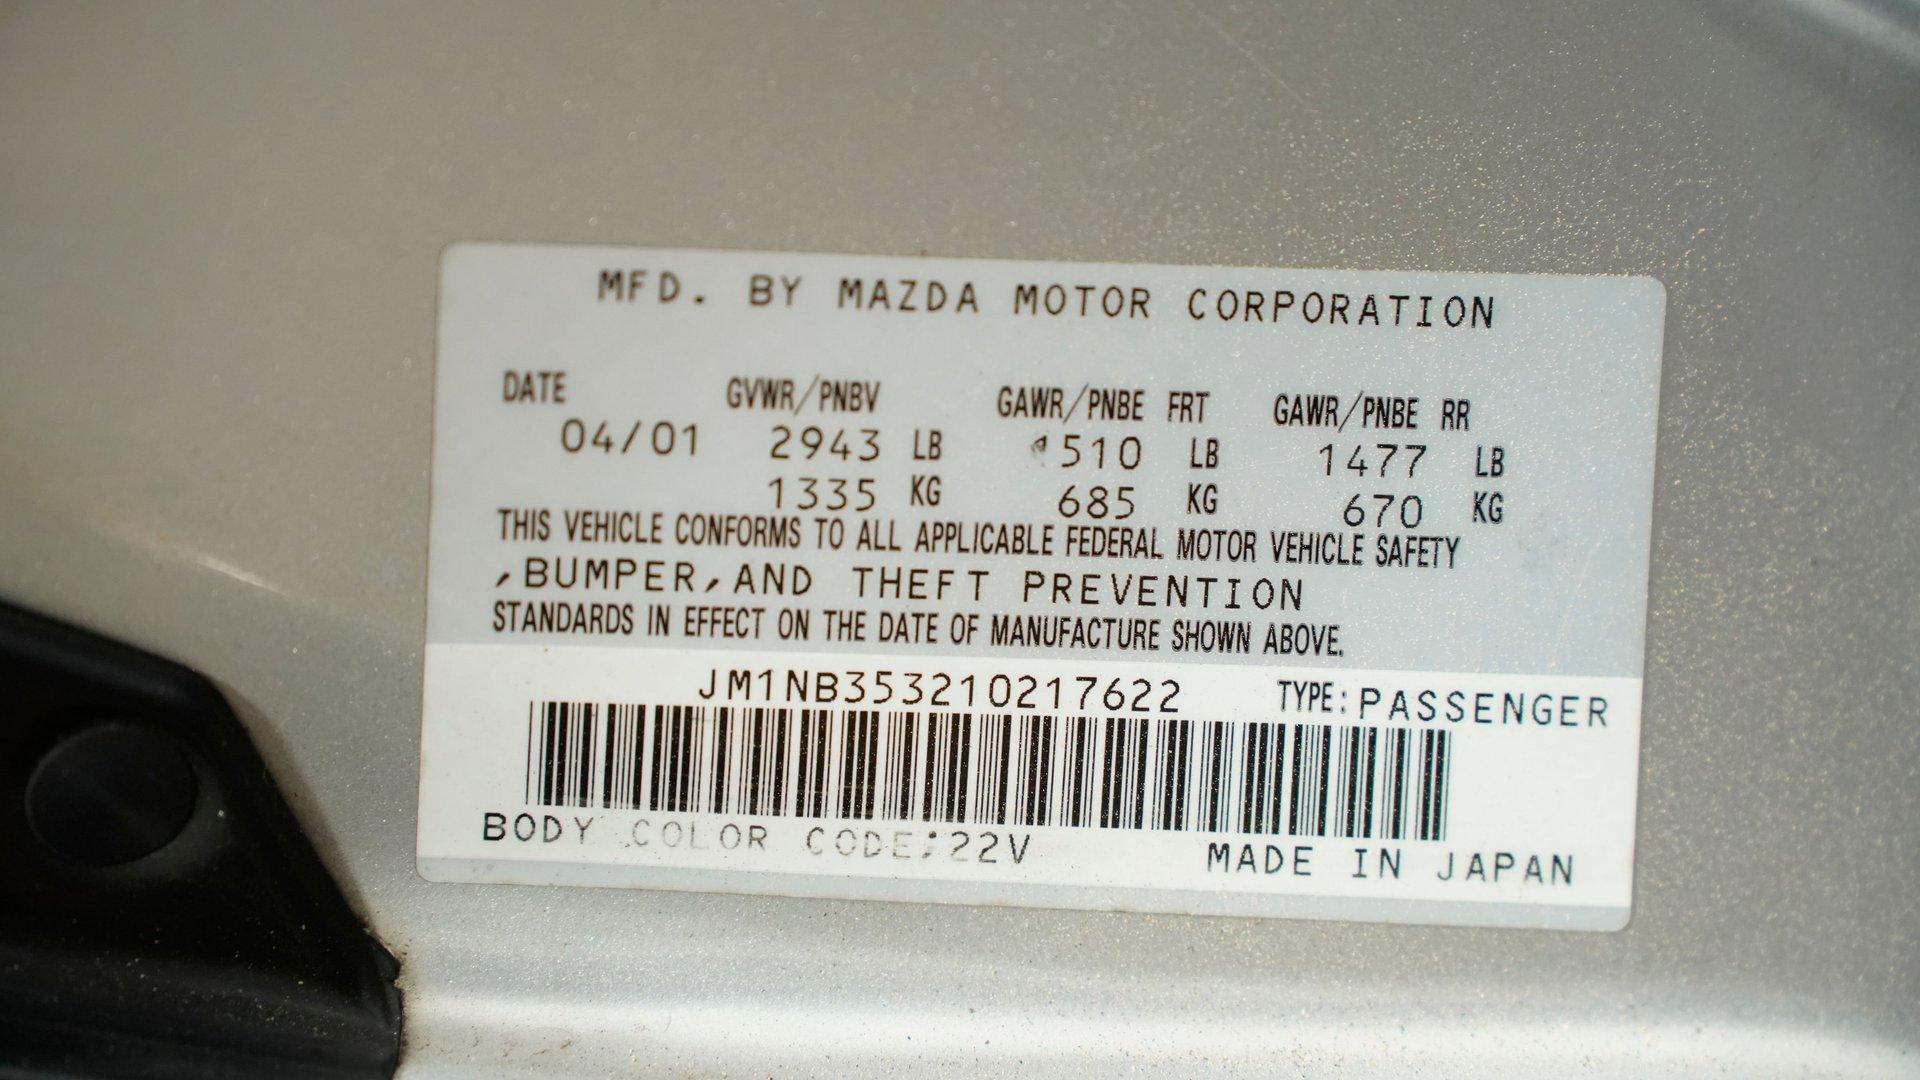 MFD. BY MAZDA MOTOR CORPORATION
DATE GVWR/PNBV GAWR/PNBE FRT GAWR/PNBE RR
04/01 2943 LB 1510 LB 1477 LB
1335 KG 685 KG 670 KG
THIS VEHICLE CONFORMS TO ALL APPLICABLE FEDERAL MOTOR VEHICLE SAFETY
,BUMPER,AND THEFT PREVENTION
STANDARDS IN EFFECT ON THE DATE OF MANUFACTURE SHOWN ABOVE.
JM1NB353210217622 TYPE:PASSENGER
BODY COLOR CODE:22V
MADE IN JAPAN